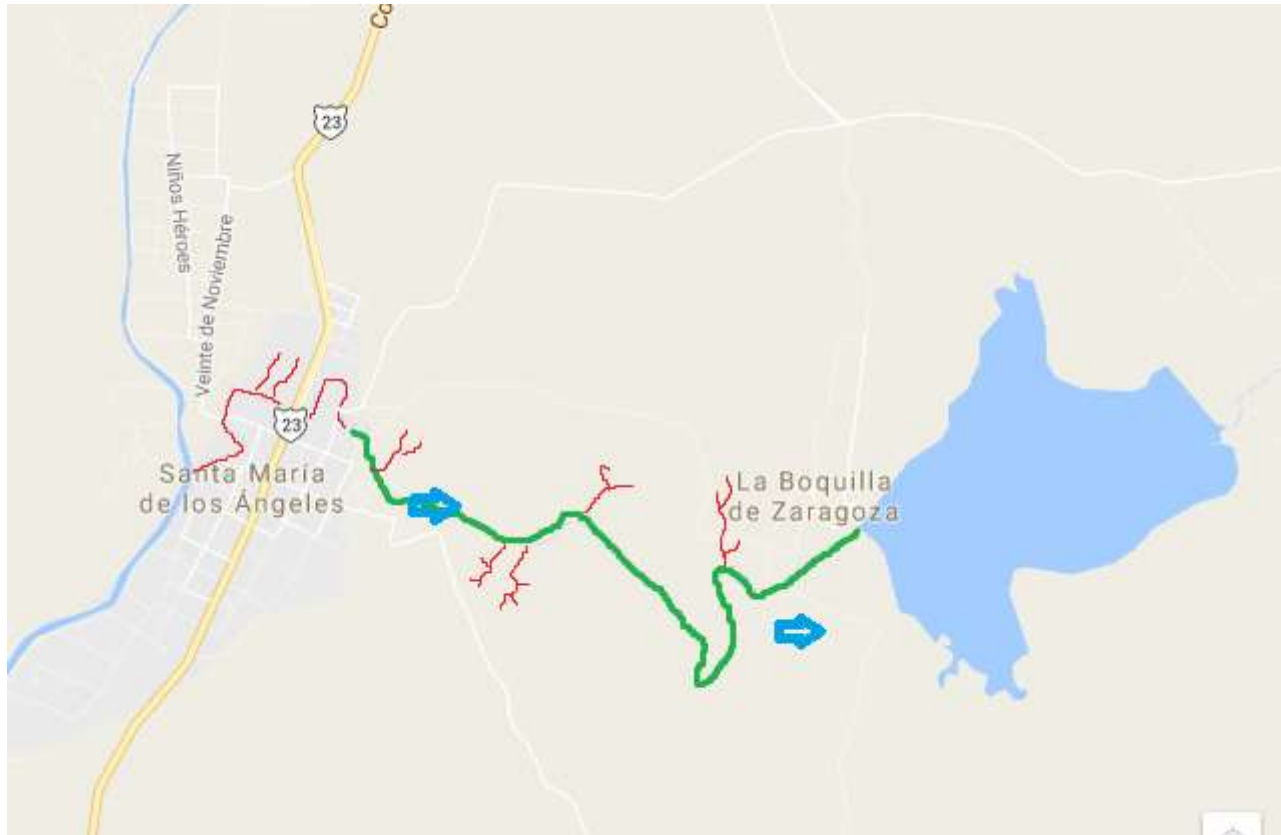 Co
23
Niños Héroes
Veinte de Noviembre
23
Santa María
de los Ángeles
La Boquilla
de Zaragoza